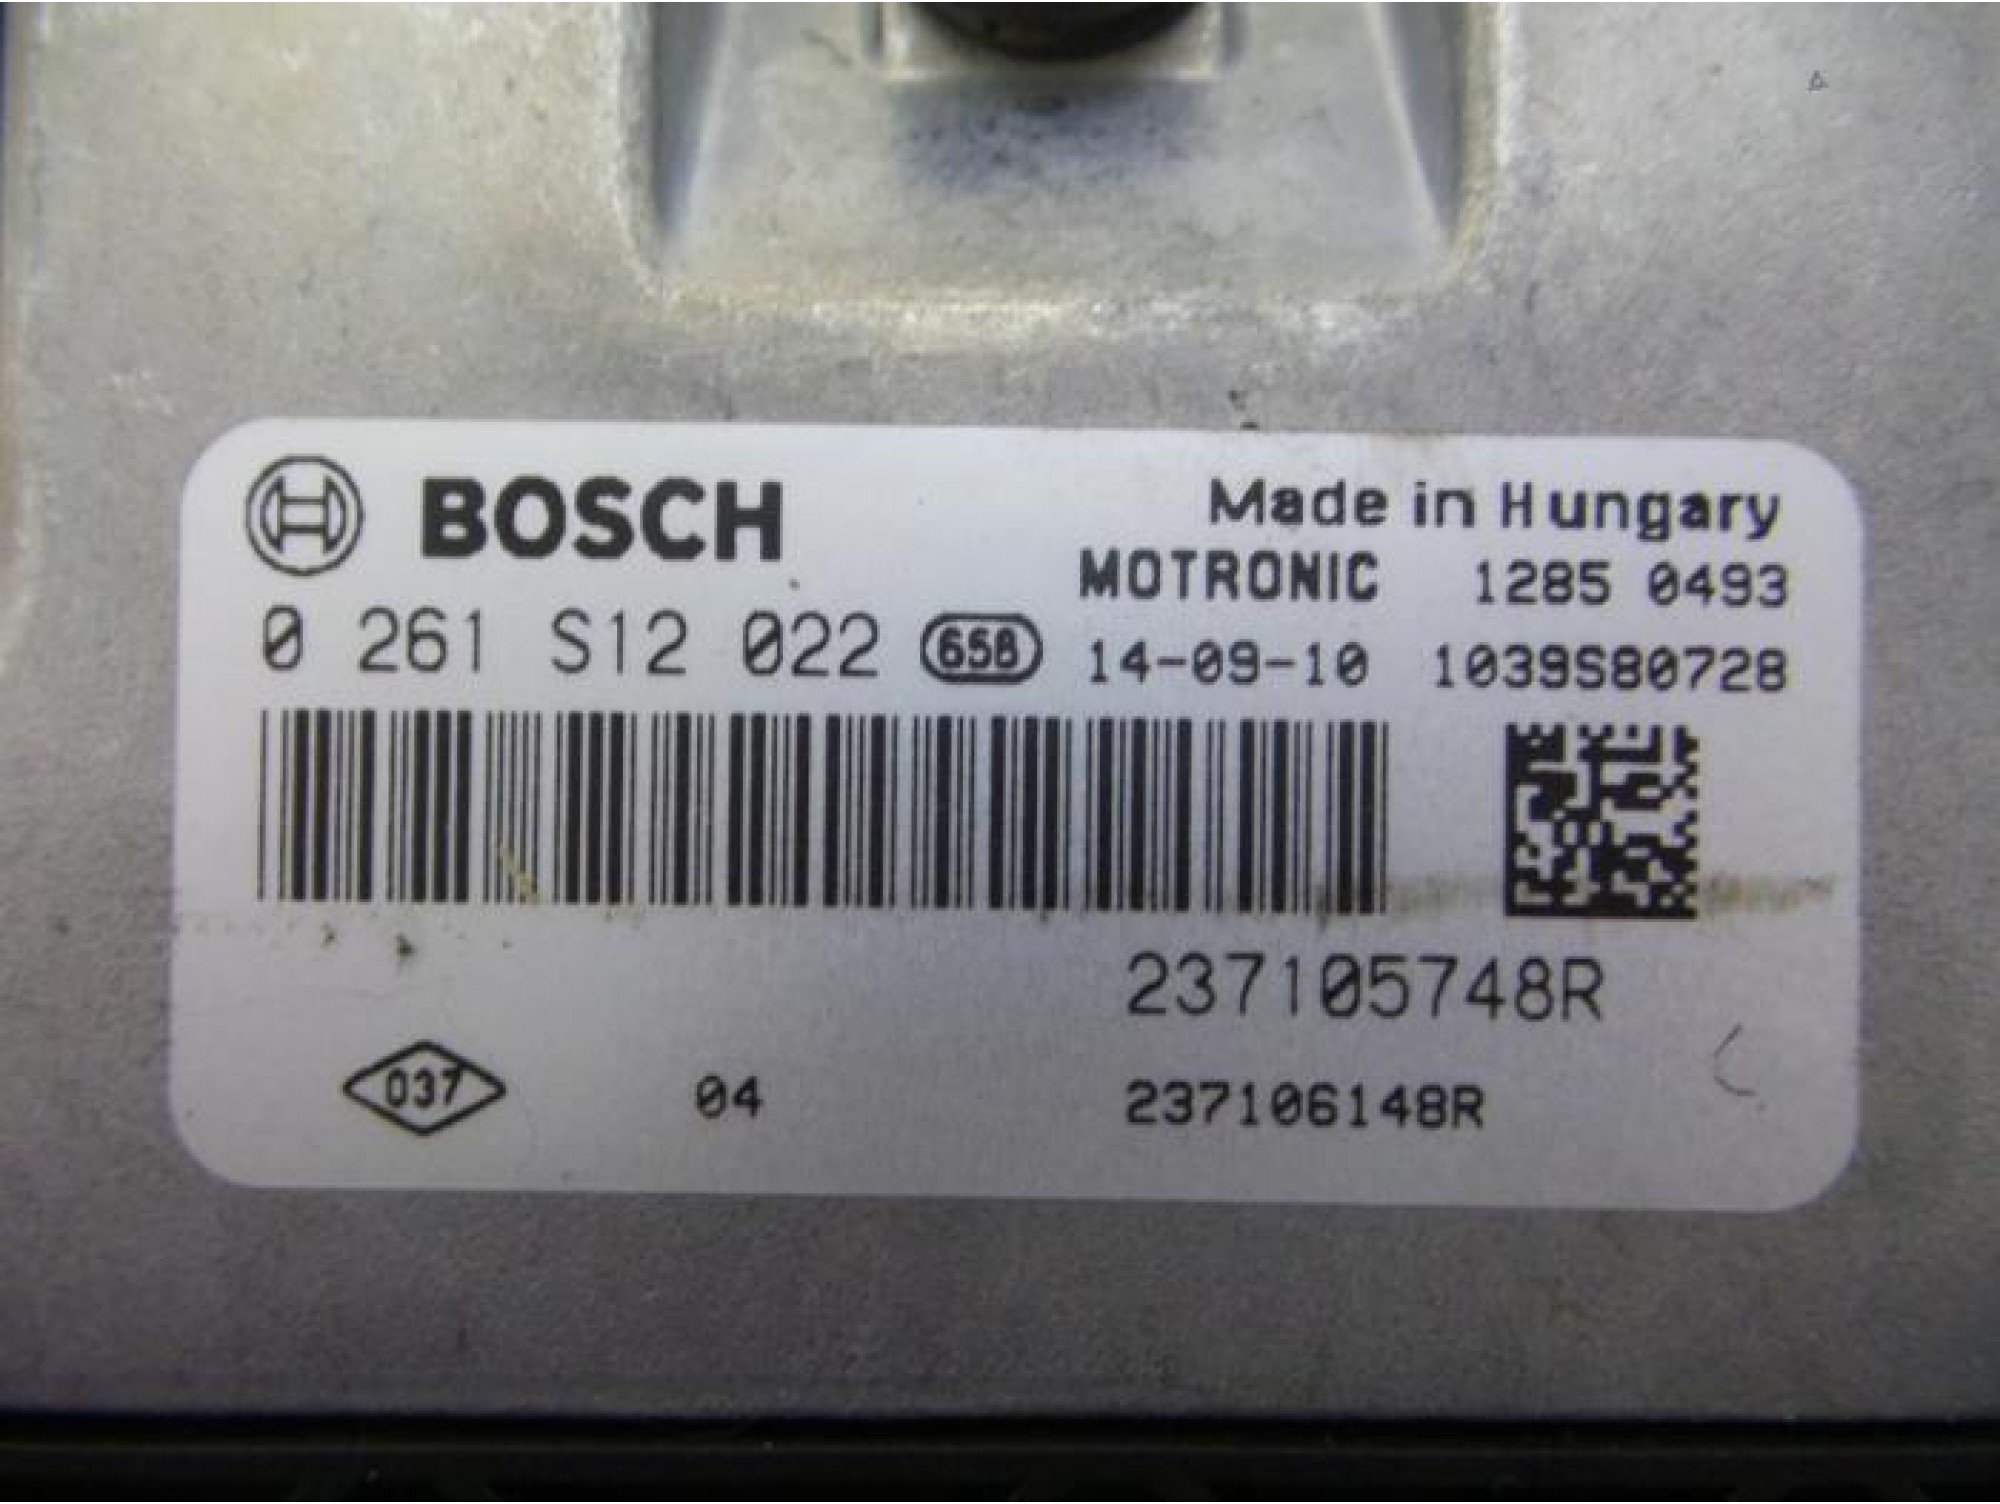 BOSCH
Made in Hungary
MOTRONIC 1285 0493
0 261 S12 022 658 14-09-10 1039S80728
237105748R
037 04 237106148R